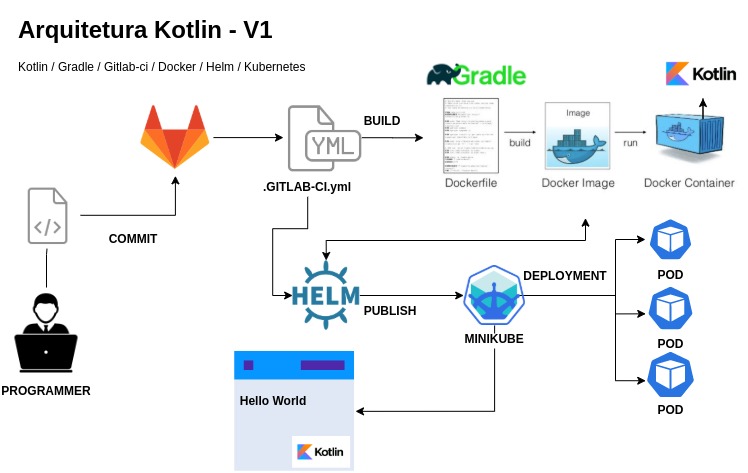 Arquitetura Kotlin - V1
Kotlin / Gradle / Gitlab-ci / Docker / Helm / Kubernetes
Gradle
Kotlin
BUILD
YML
Image
build
run
Dockerfile
Docker Image
Docker Container
.GITLAB-CI.yml
COMMIT
HELM
PUBLISH
DEPLOYMENT
MINIKUBE
POD
POD
POD
PROGRAMMER
Hello World
Kotlin